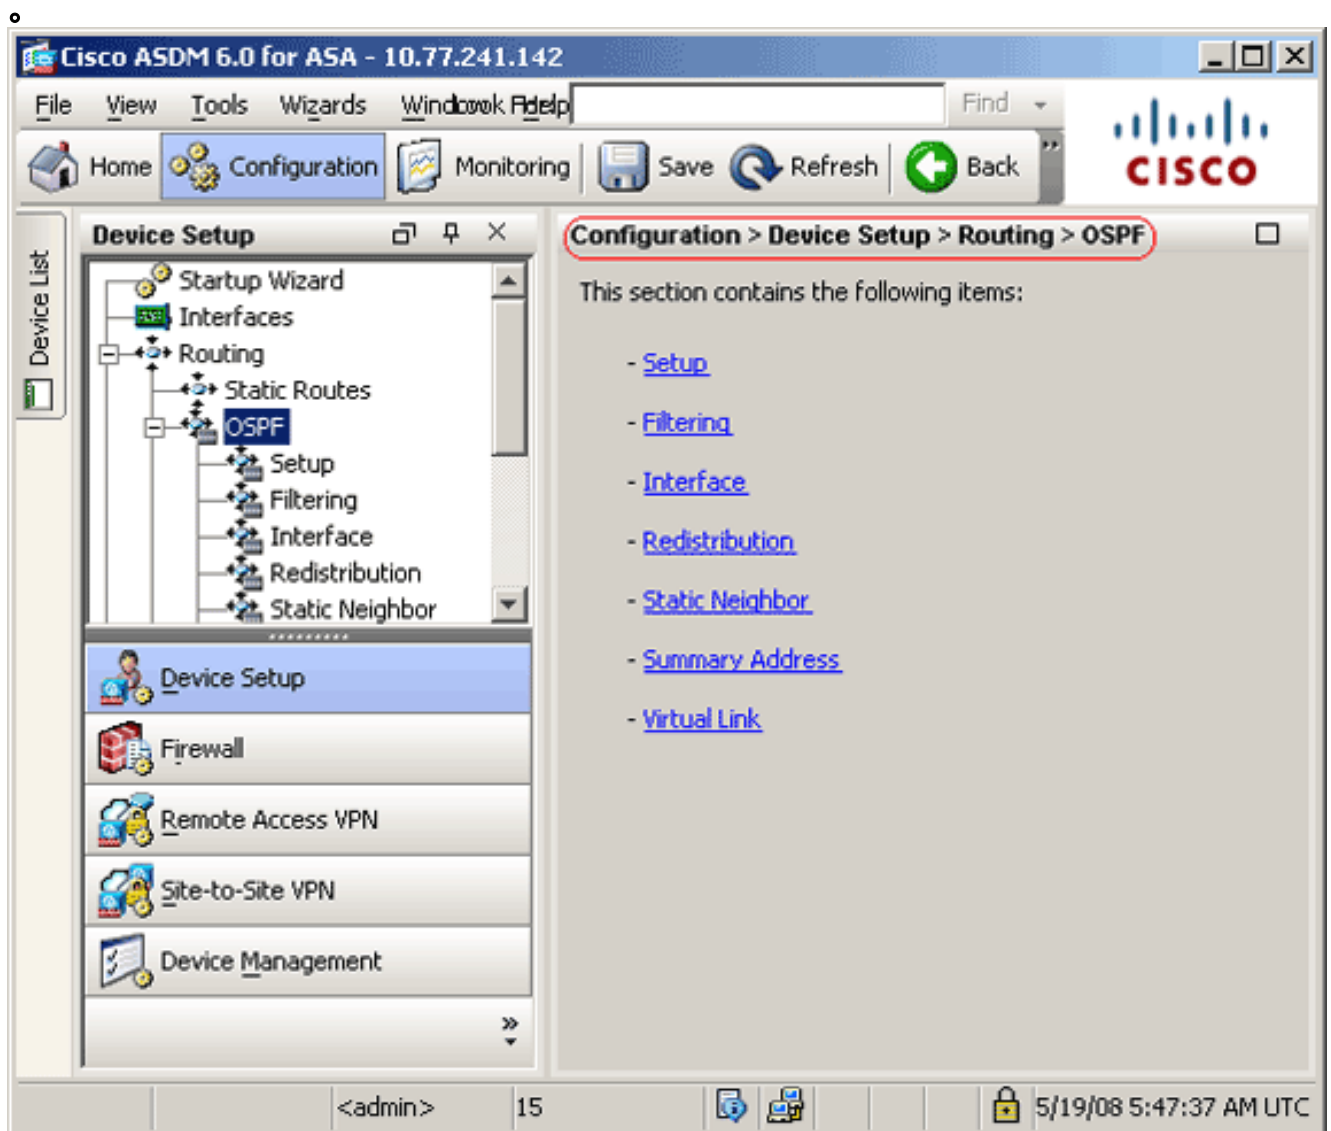 Cisco ASDM 6.0 for ASA - 10.77.241.142
File View Tools Wizards Window Help Find
Home Configuration Monitoring Save Refresh Back
CISCO
Device List
Device Setup
Startup Wizard
Interfaces
Routing
Static Routes
OSPF
Setup
Filtering
Interface
Redistribution
Static Neighbor
Device Setup
Firewall
Remote Access VPN
Site-to-Site VPN
Device Management
Configuration > Device Setup > Routing > OSPF
This section contains the following items:
- Setup
- Filtering
- Interface
- Redistribution
- Static Neighbor
- Summary Address
- Virtual Link
<admin> 15 5/19/08 5:47:37 AM UTC